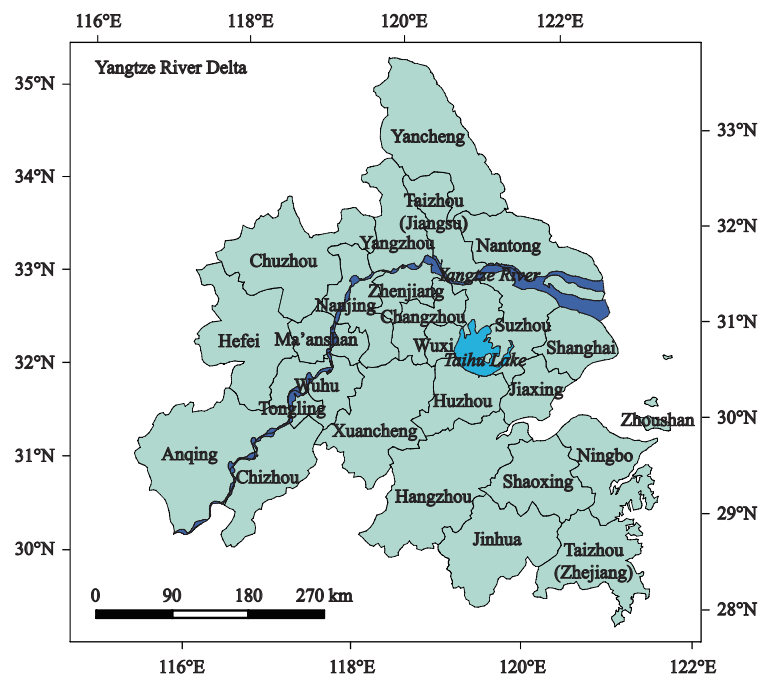 116°E 118°E 120°E 122°E
Yangtze River Delta
35°N
33°N
Yancheng
34°N
Taizhou
(Jiangsu)
32°N
Yangzhou
Nantong
Chuzhou
33°N
Yangtze River
Zhenjiang
Nanjing
Changzhou
Suzhou
31°N
Hefei
Ma'anshan
Wuxi
Shanghai
32°N
Taihu Lake
Wuhu
Jiaxing
Tongling
Huzhou
30°N
Zhoushan
Xuancheng
31°N
Anqing
Ningbo
Chizhou
Shaoxing
Hangzhou
29°N
Jinhua
30°N
Taizhou
(Zhejiang)
0 90 180 270 km
28°N
116°E 118°E 120°E 122°E